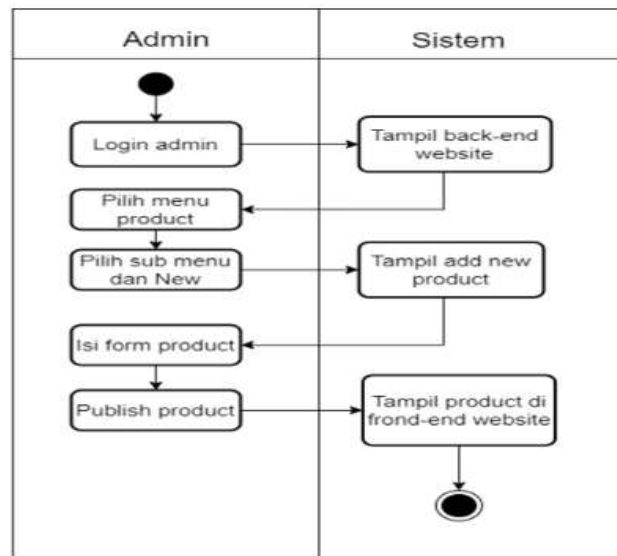 Admin
Sistem
Login admin
Tampil back-end
website
Pilih menu
product
Pilih sub menu
dan New
Tampil add new
product
Isi form product
Publish product
Tampil product di
frond-end website